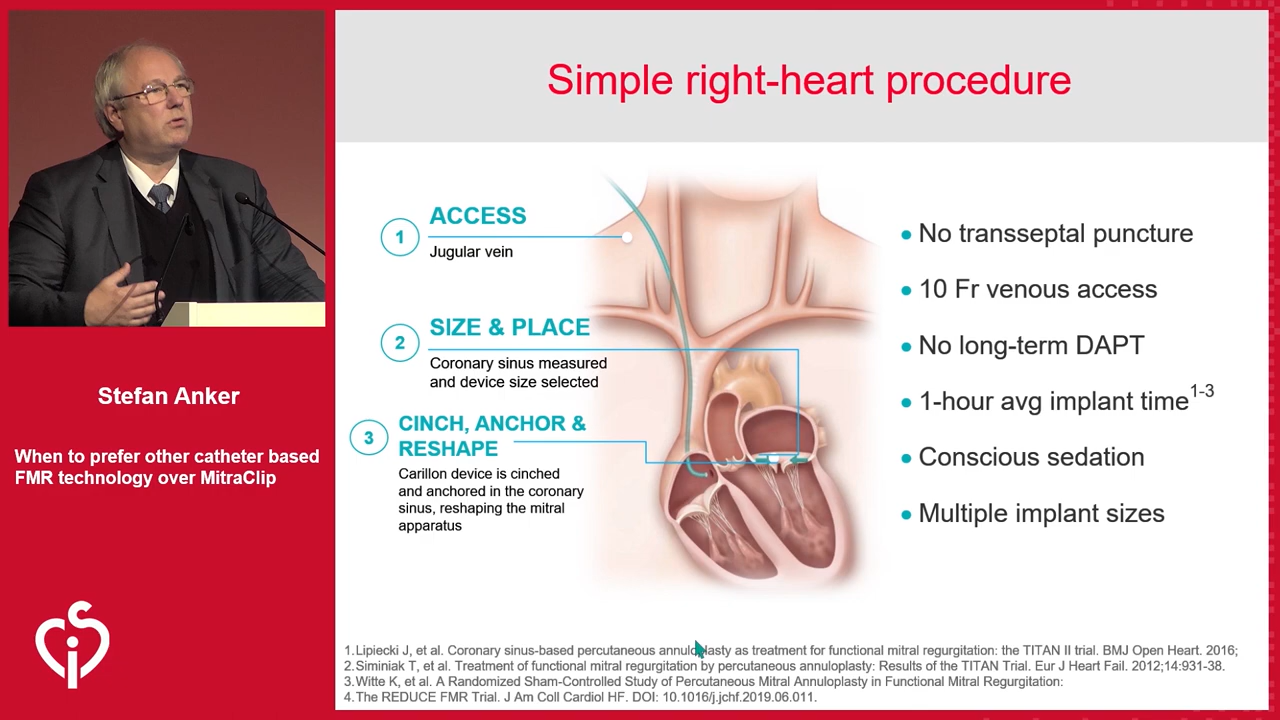 Simple right-heart procedure
1
ACCESS
Jugular vein
2
SIZE & PLACE
Coronary sinus measured
and device size selected
3
CINCH, ANCHOR &
RESHAPE
Carillon device is cinched
and anchored in the coronary
sinus, reshaping the mitral
apparatus
• No transseptal puncture
• 10 Fr venous access
• No long-term DAPT
• 1-hour avg implant time1-3
• Conscious sedation
• Multiple implant sizes
1. Lipiecki J, et al. Coronary sinus-based percutaneous annuloplasty as treatment for functional mitral regurgitation: the TITAN II trial. BMJ Open Heart. 2016;
2. Siminiak T, et al. Treatment of functional mitral regurgitation by percutaneous annuloplasty: Results of the TITAN Trial. Eur J Heart Fail. 2012;14:931-38.
3. Witte K, et al. A Randomized Sham-Controlled Study of Percutaneous Mitral Annuloplasty in Functional Mitral Regurgitation:
4. The REDUCE FMR Trial. J Am Coll Cardiol HF. DOI: 10.1016/j.jchf.2019.06.011.
Stefan Anker
When to prefer other catheter based
FMR technology over MitraClip